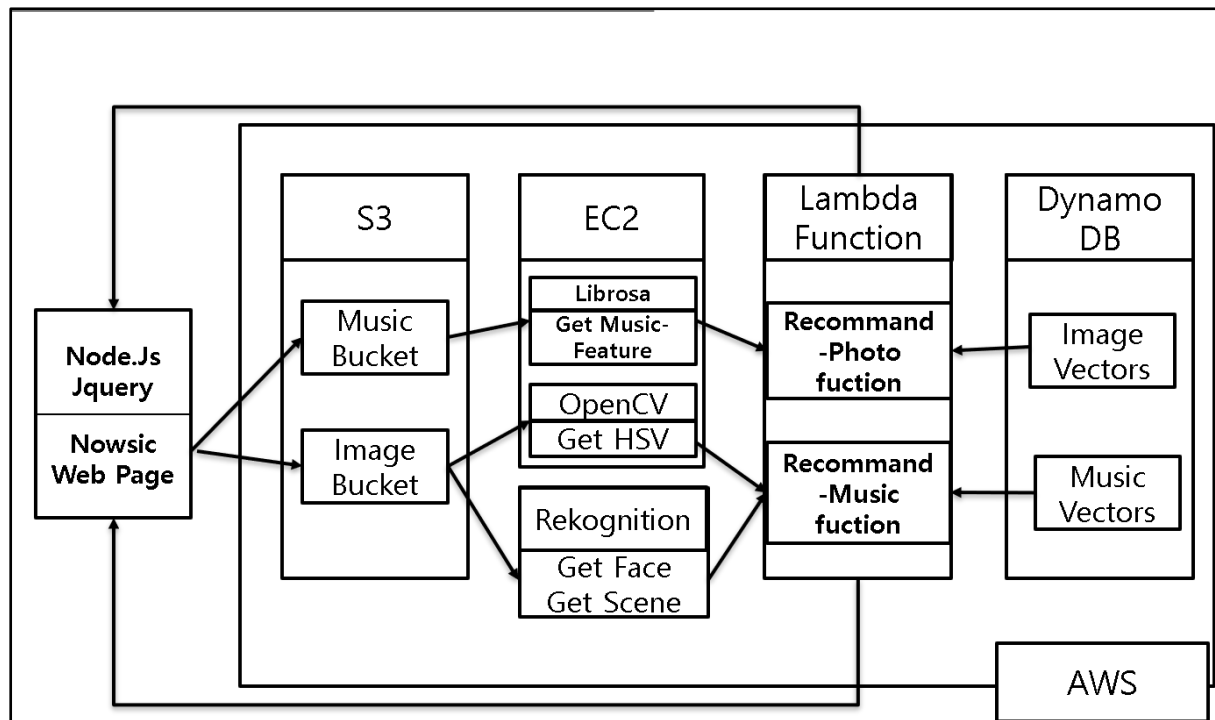 S3
EC2
Lambda
Function
Dynamo
DB
Node.Js
Jquery
Nowsic
Web Page
Music
Bucket
Image
Bucket
Librosa
Get Music-
Feature
OpenCV
Get HSV
Rekognition
Get Face
Get Scene
Recommand
-Photo
fuction
Recommand
-Music
fuction
Image
Vectors
Music
Vectors
AWS